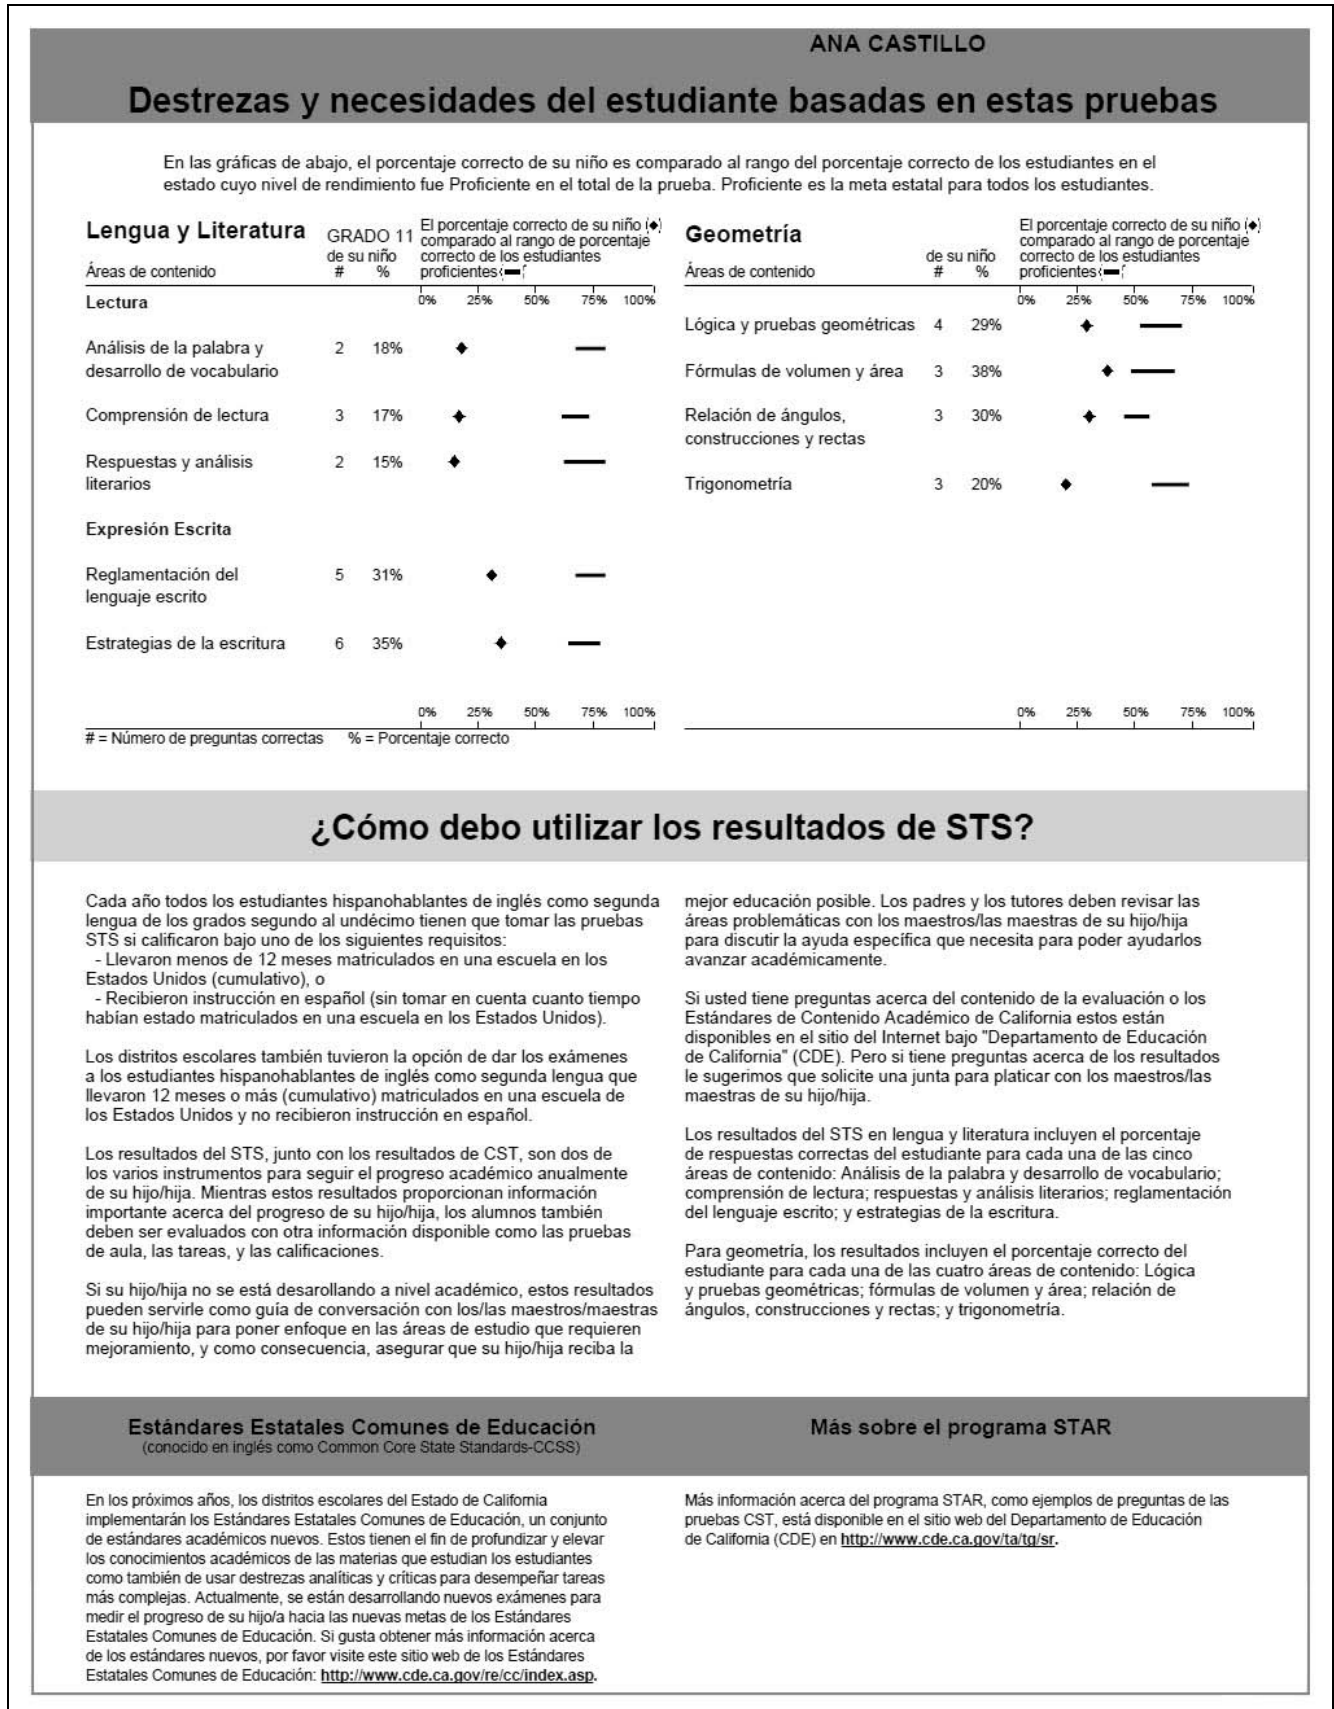 ANA CASTILLO
Destrezas y necesidades del estudiante basadas en estas pruebas
En las gráficas de abajo, el porcentaje correcto de su niño es comparado al rango del porcentaje correcto de los estudiantes en el
estado cuyo nivel de rendimiento fue Proficiente en el total de la prueba. Proficiente es la meta estatal para todos los estudiantes.
Lengua y Literatura
GRADO 11
de su niño
Áreas de contenido # %
El porcentaje correcto de su niño (♦)
comparado al rango de porcentaje
correcto de los estudiantes
proficientes
0% 25% 50% 75% 100%
Lectura
Análisis de la palabra y 2 18%
desarrollo de vocabulario
Comprensión de lectura 3 17%
Respuestas y análisis 2 15%
literarios
Expresión Escrita
Reglamentación del 5 31%
lenguaje escrito
Estrategias de la escritura 6 35%
0% 25% 50% 75% 100%
# = Número de preguntas correctas % = Porcentaje correcto
Geometría
de su niño
Áreas de contenido # %
El porcentaje correcto de su niño (♦)
comparado al rango de porcentaje
correcto de los estudiantes
proficientes
0% 25% 50% 75% 100%
Lógica y pruebas geométricas 4 29%
Fórmulas de volumen y área 3 38%
Relación de ángulos, 3 30%
construcciones y rectas
Trigonometría 3 20%
0% 25% 50% 75% 100%
¿Cómo debo utilizar los resultados de STS?
Cada año todos los estudiantes hispanohablantes de inglés como segunda
lengua de los grados segundo al undécimo tienen que tomar las pruebas
STS si calificaron bajo uno de los siguientes requisitos:
- Llevaron menos de 12 meses matriculados en una escuela en los
Estados Unidos (cumulativo), o
- Recibieron instrucción en español (sin tomar en cuenta cuanto tiempo
habían estado matriculados en una escuela en los Estados Unidos).
Los distritos escolares también tuvieron la opción de dar los exámenes
a los estudiantes hispanohablantes de inglés como segunda lengua que
llevaron 12 meses o más (cumulativo) matriculados en una escuela de
los Estados Unidos y no recibieron instrucción en español.
Los resultados del STS, junto con los resultados de CST, son dos de
los varios instrumentos para seguir el progreso académico anualmente
de su hijo/hija. Mientras estos resultados proporcionan información
importante acerca del progreso de su hijo/hija, los alumnos también
deben ser evaluados con otra información disponible como las pruebas
de aula, las tareas, y las calificaciones.
Si su hijo/hija no se está desarollando a nivel académico, estos resultados
pueden servirle como guía de conversación con los/las maestros/maestras
de su hijo/hija para poner enfoque en las áreas de estudio que requieren
mejoramiento, y como consecuencia, asegurar que su hijo/hija reciba la
mejor educación posible. Los padres y los tutores deben revisar las
áreas problemáticas con los maestros/las maestras de su hijo/hija
para discutir la ayuda específica que necesita para poder ayudarlos
avanzar académicamente.
Si usted tiene preguntas acerca del contenido de la evaluación o los
Estándares de Contenido Académico de California estos están
disponibles en el sitio del Internet bajo "Departamento de Educación
de California" (CDE). Pero si tiene preguntas acerca de los resultados
le sugerimos que solicite una junta para platicar con los maestros/las
maestras de su hijo/hija.
Los resultados del STS en lengua y literatura incluyen el porcentaje
de respuestas correctas del estudiante para cada una de las cinco
áreas de contenido: Análisis de la palabra y desarrollo de vocabulario;
comprensión de lectura; respuestas y análisis literarios; reglamentación
del lenguaje escrito; y estrategias de la escritura.
Para geometría, los resultados incluyen el porcentaje correcto del
estudiante para cada una de las cuatro áreas de contenido: Lógica
y pruebas geométricas; fórmulas de volumen y área; relación de
ángulos, construcciones y rectas; y trigonometría.
Estándares Estatales Comunes de Educación
(conocido en inglés como Common Core State Standards-CCSS)
En los próximos años, los distritos escolares del Estado de California
implementarán los Estándares Estatales Comunes de Educación, un conjunto
de estándares académicos nuevos. Estos tienen el fin de profundizar y elevar
los conocimientos académicos de las materias que estudian los estudiantes
como también de usar destrezas analíticas y críticas para desempeñar tareas
más complejas. Actualmente, se están desarrollando nuevos exámenes para
medir el progreso de su hijo/a hacia las nuevas metas de los Estándares
Estatales Comunes de Educación. Si gusta obtener más información acerca
de los estándares nuevos, por favor visite este sitio web de los Estándares
Estatales Comunes de Educación: http://www.cde.ca.gov/re/cc/index.asp.
Más sobre el programa STAR
Más información acerca del programa STAR, como ejemplos de preguntas de las
pruebas CST, está disponible en el sitio web del Departamento de Educación
de California (CDE) en http://www.cde.ca.gov/ta/tg/sr.